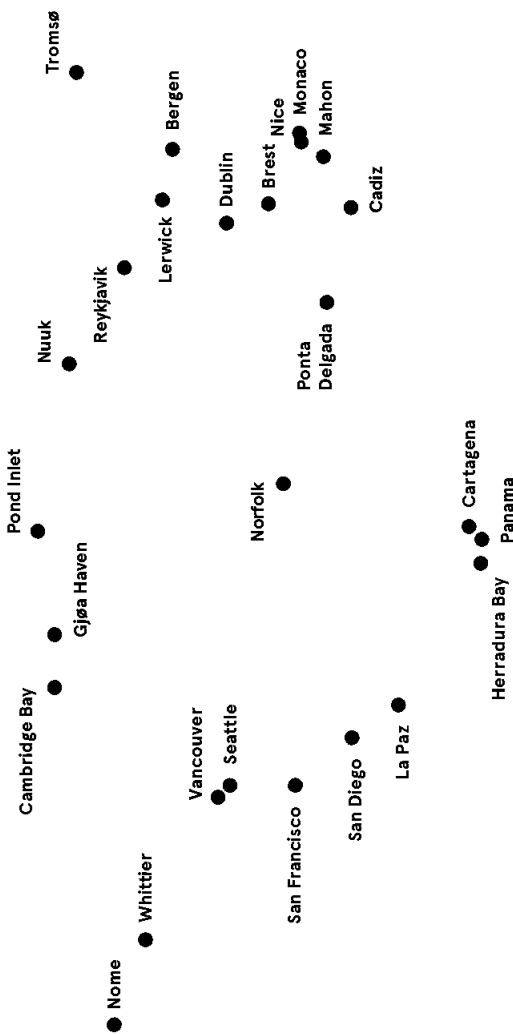 Tromsø
Bergen
Lerwick
Reykjavik
Nuuk
Dublin
Brest
Nice
Monaco
Mahon
Cadiz
Ponta
Delgada
Pond Inlet
Gjøa Haven
Cambridge Bay
Norfolk
Cartagena
Panama
Herradura Bay
Vancouver
Seattle
San Francisco
San Diego
La Paz
Whittier
Nome